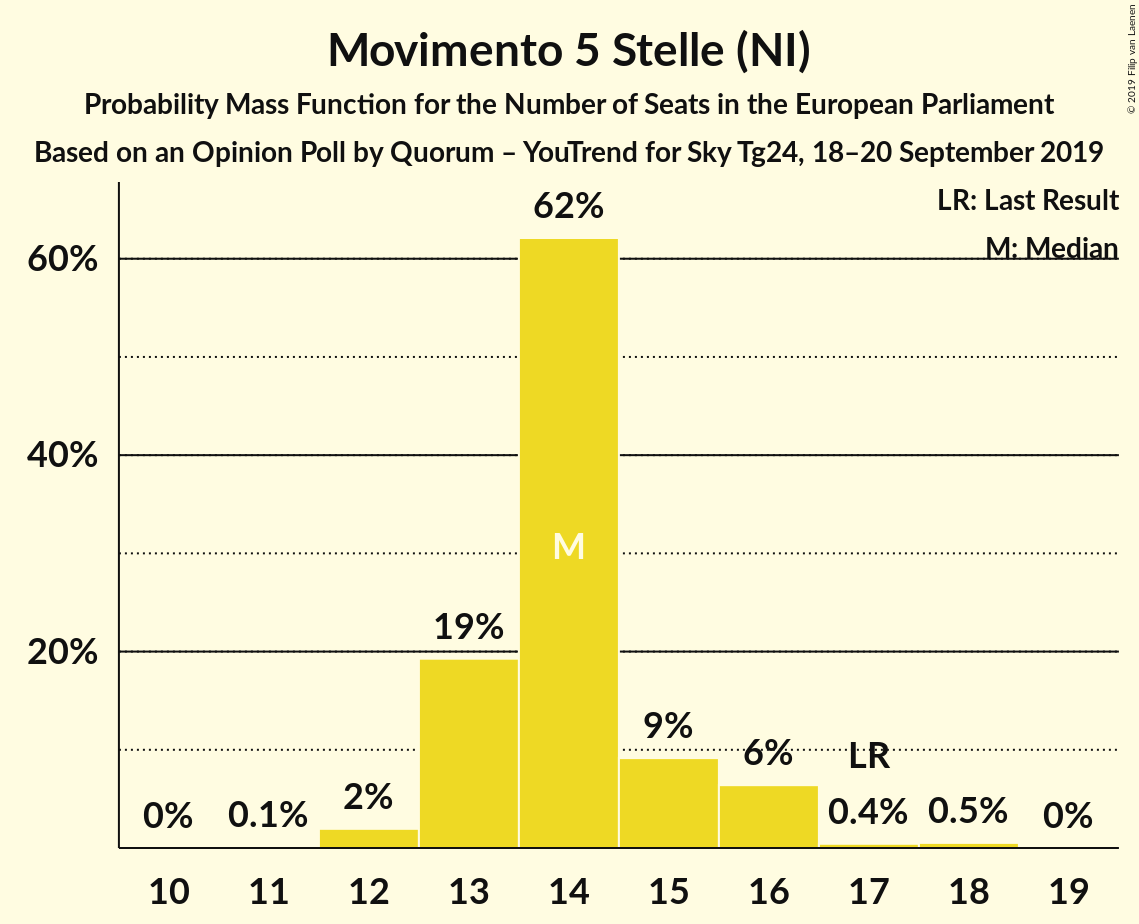 Movimento 5 Stelle (NI)
Probability Mass Function for the Number of Seats in the European Parliament
Based on an Opinion Poll by Quorum – YouTrend for Sky Tg24, 18–20 September 2019
© 2019 Filip van Laenen
LR: Last Result
M: Median
60%
40%
20%
0%
0.1%
2%
19%
62%
M
9%
6%
LR
0.4%
0.5%
0%
10 11 12 13 14 15 16 17 18 19